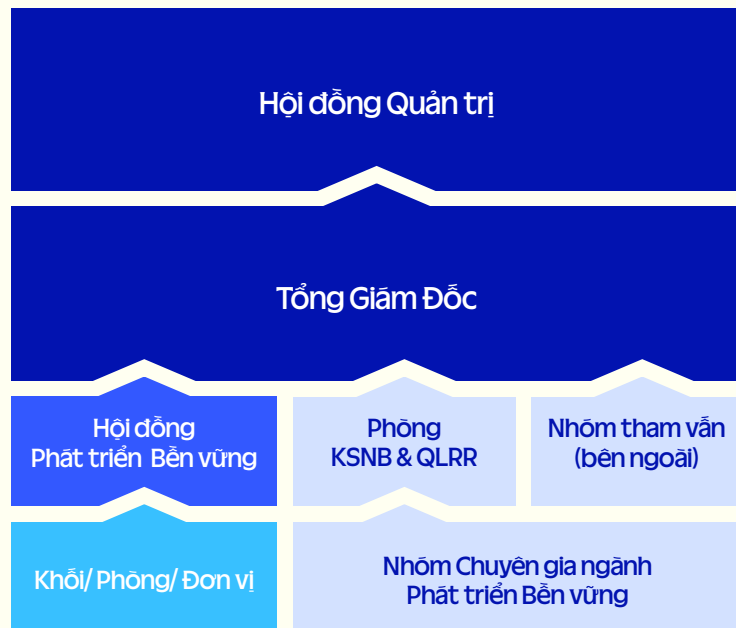 Hội đồng Quản trị
Tổng Giám Đốc
Hội đồng
Phát triển Bền vững
Phòng
KSNB & QLRR
Nhóm tham vấn
(bên ngoài)
Khối/ Phòng/ Đơn vị
Nhóm Chuyên gia ngành
Phát triển Bền vững